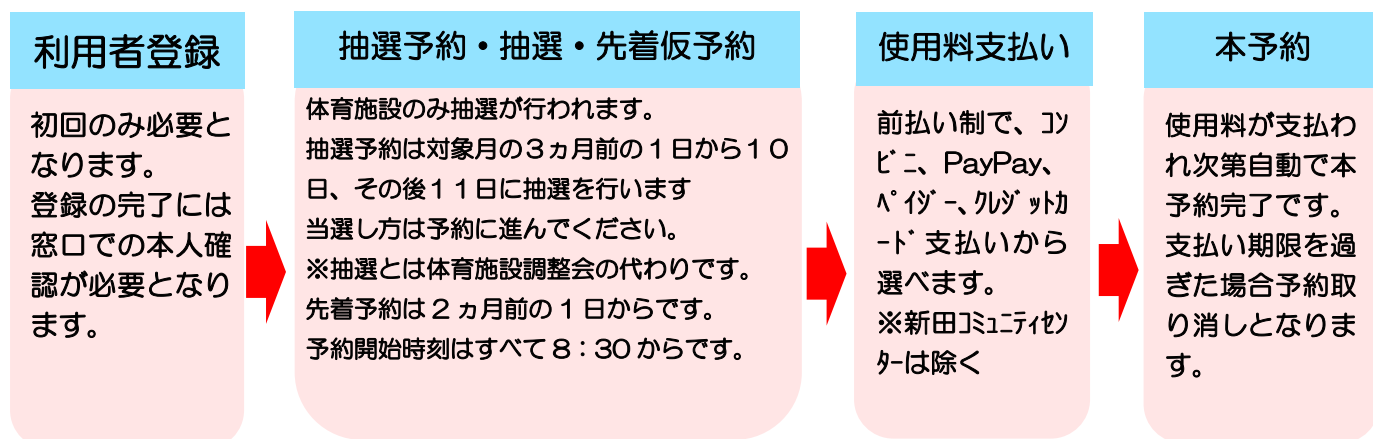 利用者登録
初回のみ必要と
なります。
登録の完了には
窓口での本人確
認が必要となり
ます。
抽選予約・抽選・先着仮予約
体育施設のみ抽選が行われます。
抽選予約は対象月の３ヵ月前の１日から１０
日、その後１１日に抽選を行います
当選し方は予約に進んでください。
※抽選とは体育施設調整会の代わりです。
先着予約は２ヵ月前の１日からです。
予約開始時刻はすべて８：３０からです。
使用料支払い
前払い制で、ｺﾝ
ﾋﾞﾆ、PayPay、
ﾍﾟｲｼﾞｰ、ｸﾚｼﾞｯﾄｶ
ｰﾄﾞ支払いから
選べます。
※新田ｺﾐｭﾆﾃｨｾﾝ
ﾀｰは除く
本予約
使用料が支払わ
れ次第自動で本
予約完了です。
支払い期限を過
ぎた場合予約取
り消しとなりま
す。